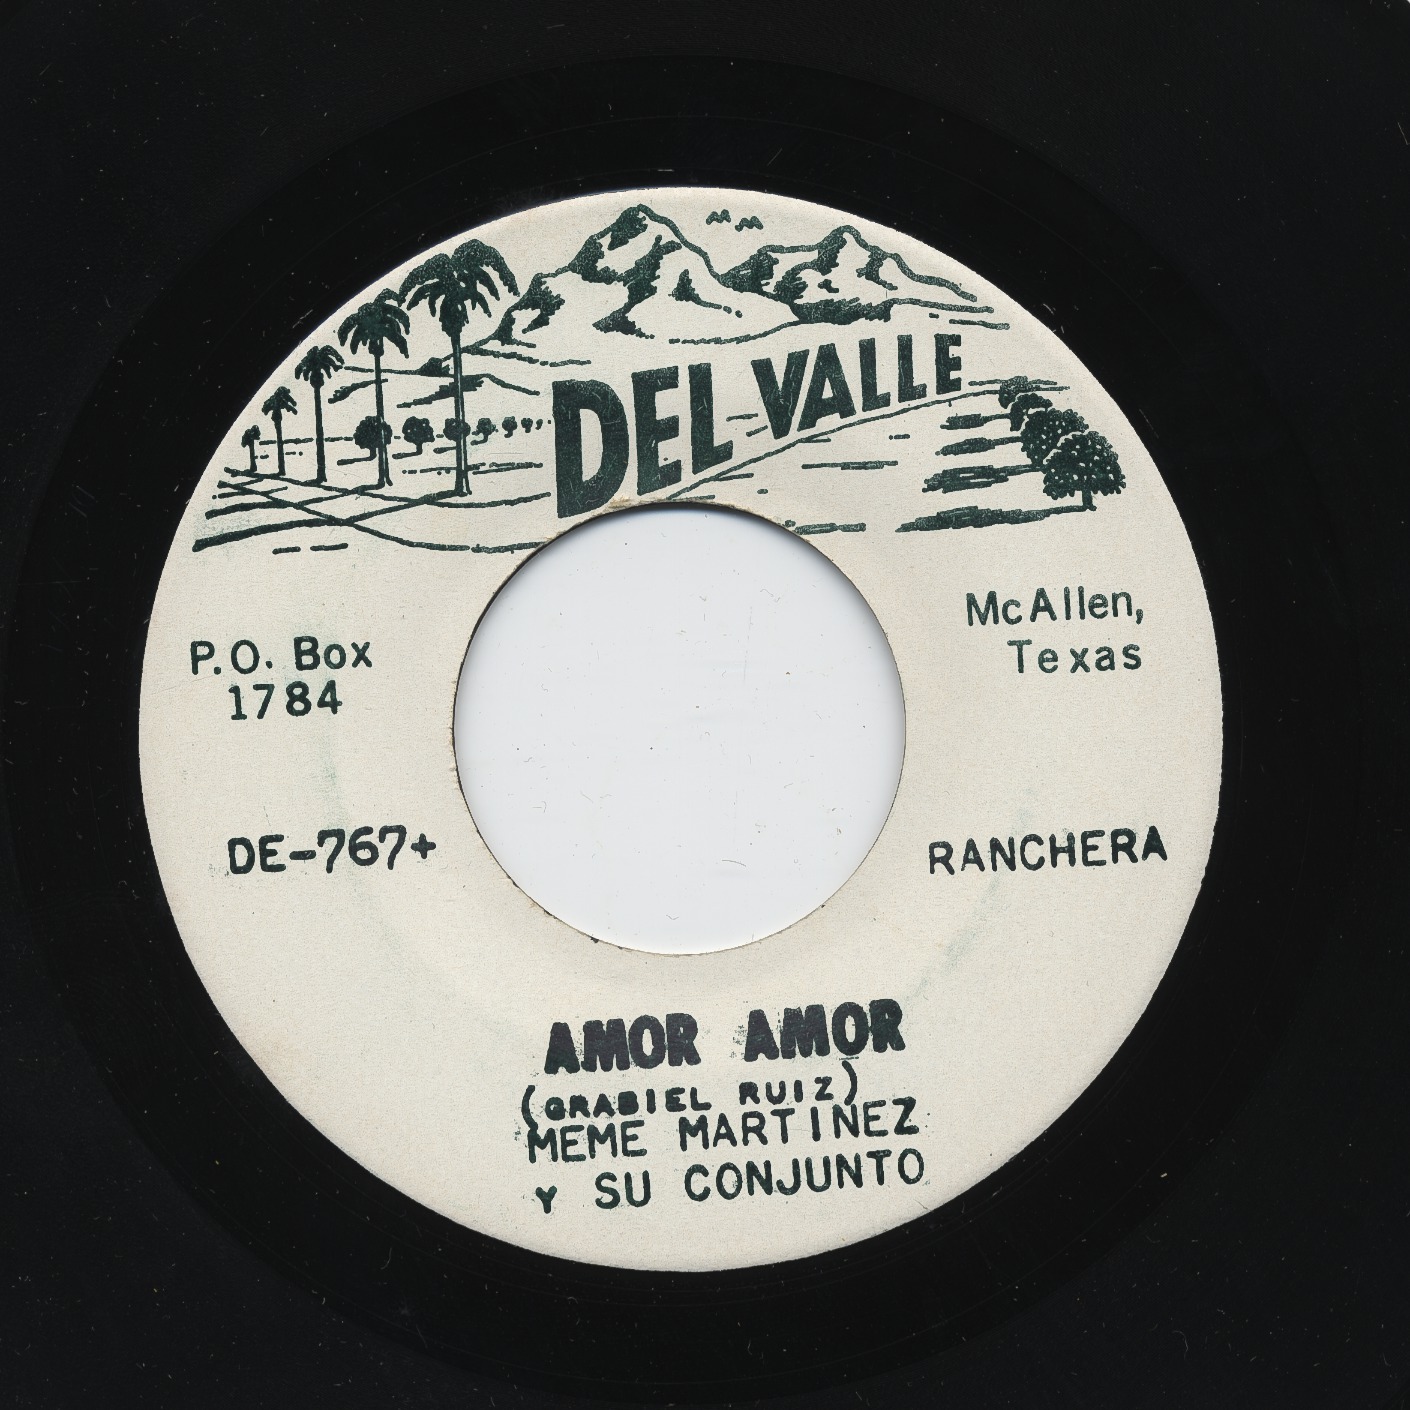 DEL VALLE
McAllen,
Texas
P.O. Box
1784
DE-767+
RANCHERA
AMOR AMOR
(GRABIEL RUIZ)
MEME MARTINEZ
Y SU CONJUNTO